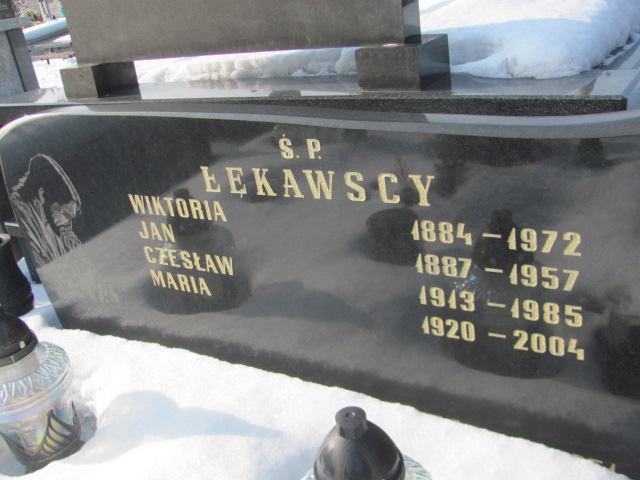 Ś. P.
ŁĘKAWSCY
WIKTORIA 1884 - 1972
JAN 1887 - 1957
CZESŁAW 1913 - 1985
MARIA 1920 - 2004